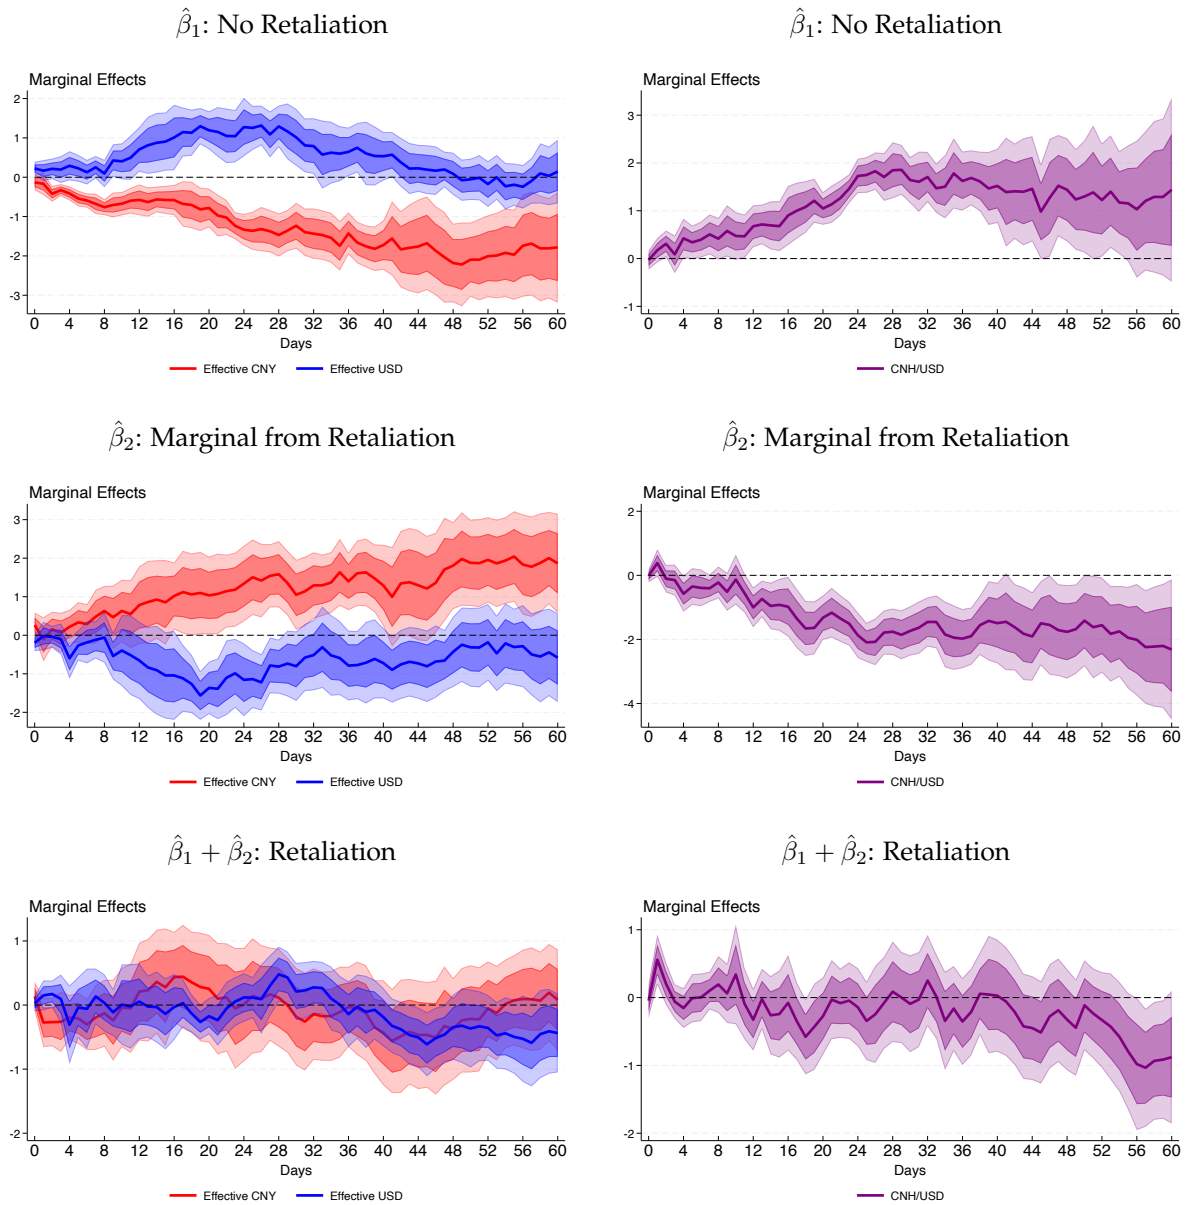 β̂₁: No Retaliation
Marginal Effects
2
1
0
-1
-2
-3
0 4 8 12 16 20 24 28 32 36 40 44 48 52 56 60
Days
Effective CNY Effective USD
β̂₁: No Retaliation
Marginal Effects
3
2
1
0
-1
0 4 8 12 16 20 24 28 32 36 40 44 48 52 56 60
Days
CNH/USD
β̂₂: Marginal from Retaliation
Marginal Effects
3
2
1
0
-1
-2
0 4 8 12 16 20 24 28 32 36 40 44 48 52 56 60
Days
Effective CNY Effective USD
β̂₂: Marginal from Retaliation
Marginal Effects
2
0
-2
-4
0 4 8 12 16 20 24 28 32 36 40 44 48 52 56 60
Days
CNH/USD
β̂₁ + β̂₂: Retaliation
Marginal Effects
1
0
-1
-2
0 4 8 12 16 20 24 28 32 36 40 44 48 52 56 60
Days
Effective CNY Effective USD
β̂₁ + β̂₂: Retaliation
Marginal Effects
1
0
-1
-2
0 4 8 12 16 20 24 28 32 36 40 44 48 52 56 60
Days
CNH/USD